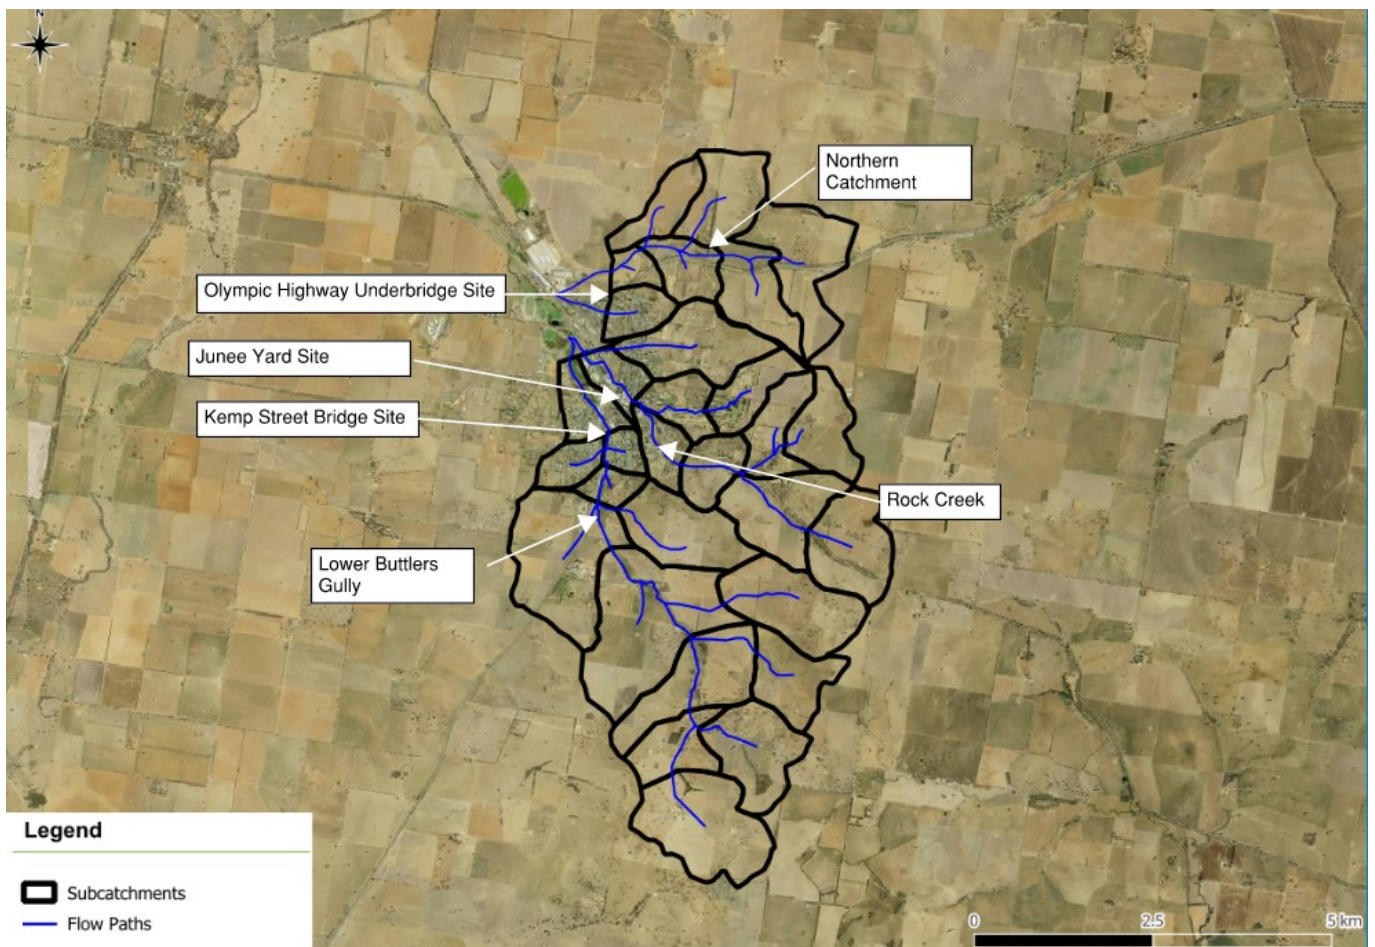 N
Northern
Catchment
Olympic Highway Underbridge Site
Junee Yard Site
Kemp Street Bridge Site
Rock Creek
Lower Buttlers
Gully
Legend
Subcatchments
Flow Paths
0 2.5 5 km